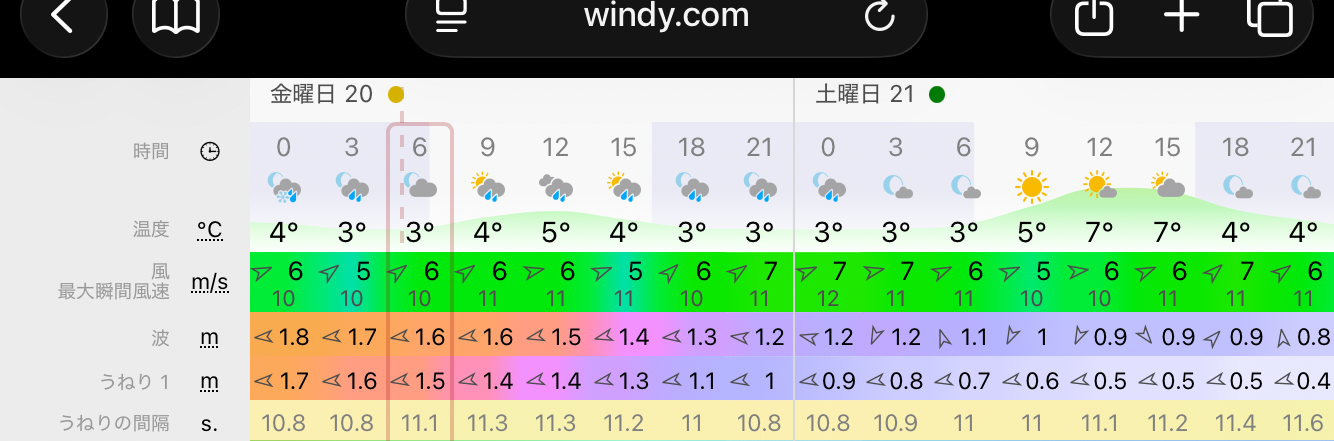 windy.com
金曜日 20 土曜日 21
時間 0 3 6 9 12 15 18 21 0 3 6 9 12 15 18 21
温度 °C 4° 3° 3° 4° 5° 4° 3° 3° 3° 3° 3° 5° 7° 7° 4° 4°
風 m/s 6 5 6 6 6 5 6 7 7 7 6 5 6 6 7 6
最大瞬間風速 10 10 10 11 11 11 10 11 12 11 11 10 10 11 11 11
波 m 1.8 1.7 1.6 1.6 1.5 1.4 1.3 1.2 1.2 1.2 1.1 1 0.9 0.9 0.9 0.8
うねり 1 m 1.7 1.6 1.5 1.4 1.4 1.3 1.1 1 0.9 0.8 0.7 0.6 0.5 0.5 0.5 0.4
うねりの間隔 s. 10.8 10.8 11.1 11.3 11.3 11.2 11 10.8 10.8 10.9 11 11 11.1 11.2 11.4 11.6